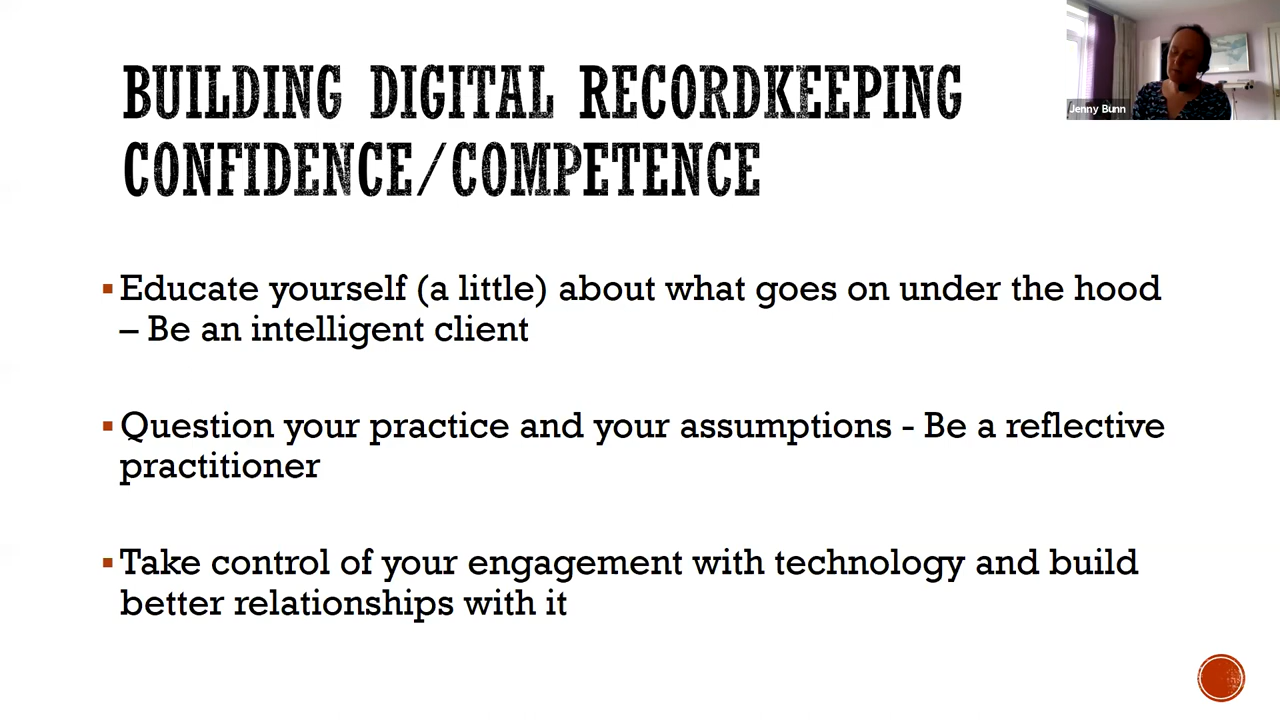 BUILDING DIGITAL RECORDKEEPING
CONFIDENCE/COMPETENCE
Jenny Bunn
▪ Educate yourself (a little) about what goes on under the hood
– Be an intelligent client
▪ Question your practice and your assumptions - Be a reflective
practitioner
▪ Take control of your engagement with technology and build
better relationships with it